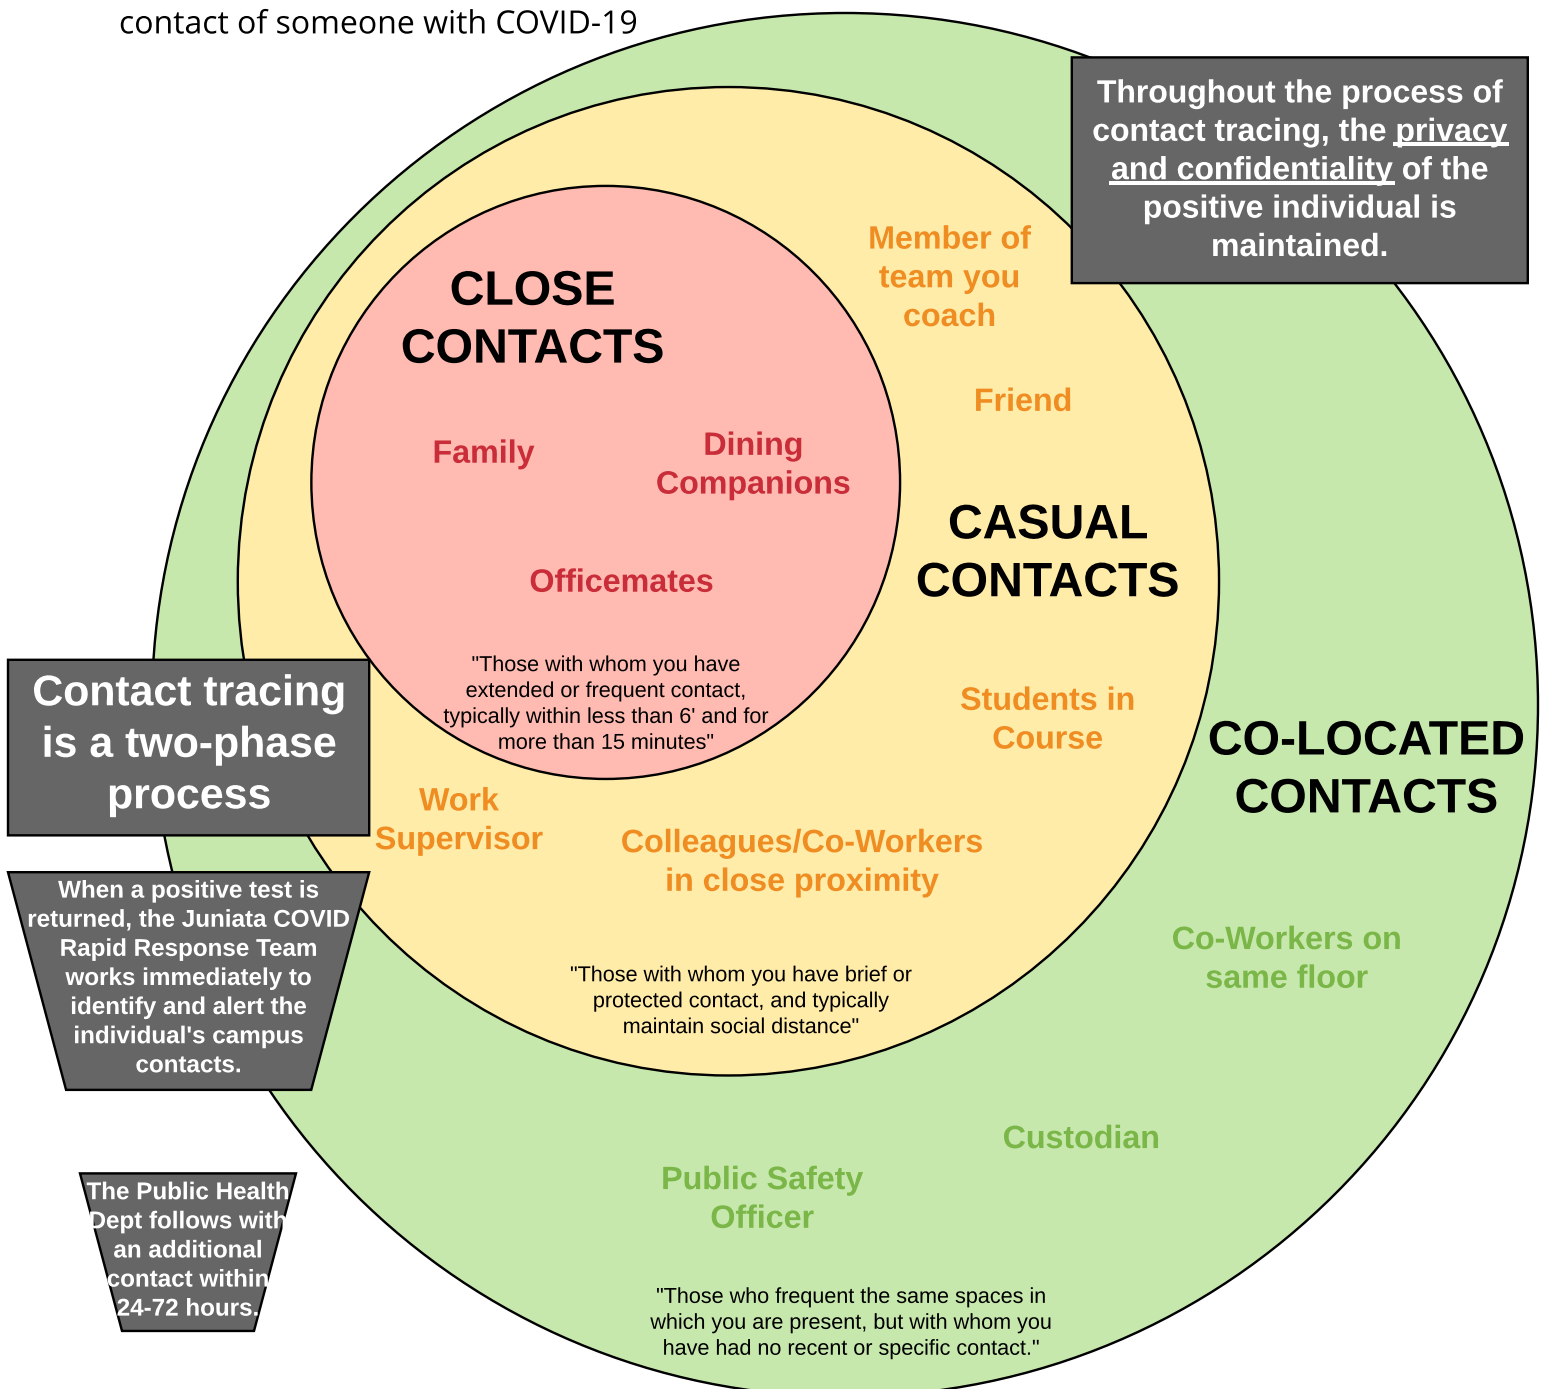 contact of someone with COVID-19
Throughout the process of
contact tracing, the privacy
and confidentiality of the
positive individual is
maintained.
CLOSE
CONTACTS
Family
Dining
Companions
Officemates
"Those with whom you have
extended or frequent contact,
typically within less than 6' and for
more than 15 minutes"
Member of
team you
coach
Friend
CASUAL
CONTACTS
Students in
Course
Work
Supervisor
Colleagues/Co-Workers
in close proximity
"Those with whom you have brief or
protected contact, and typically
maintain social distance"
CO-LOCATED
CONTACTS
Co-Workers on
same floor
Custodian
Public Safety
Officer
"Those who frequent the same spaces in
which you are present, but with whom you
have had no recent or specific contact."
Contact tracing
is a two-phase
process
When a positive test is
returned, the Juniata COVID
Rapid Response Team
works immediately to
identify and alert the
individual's campus
contacts.
The Public Health
Dept follows with
an additional
contact within
24-72 hours.